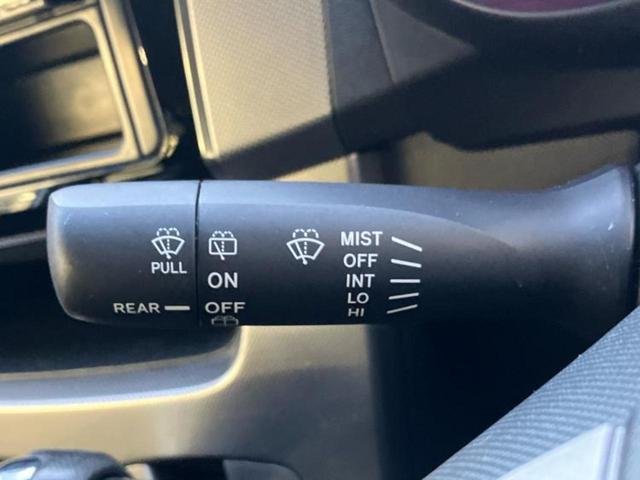 PULL
REAR
ON
OFF
MIST
OFF
INT
LO
HI